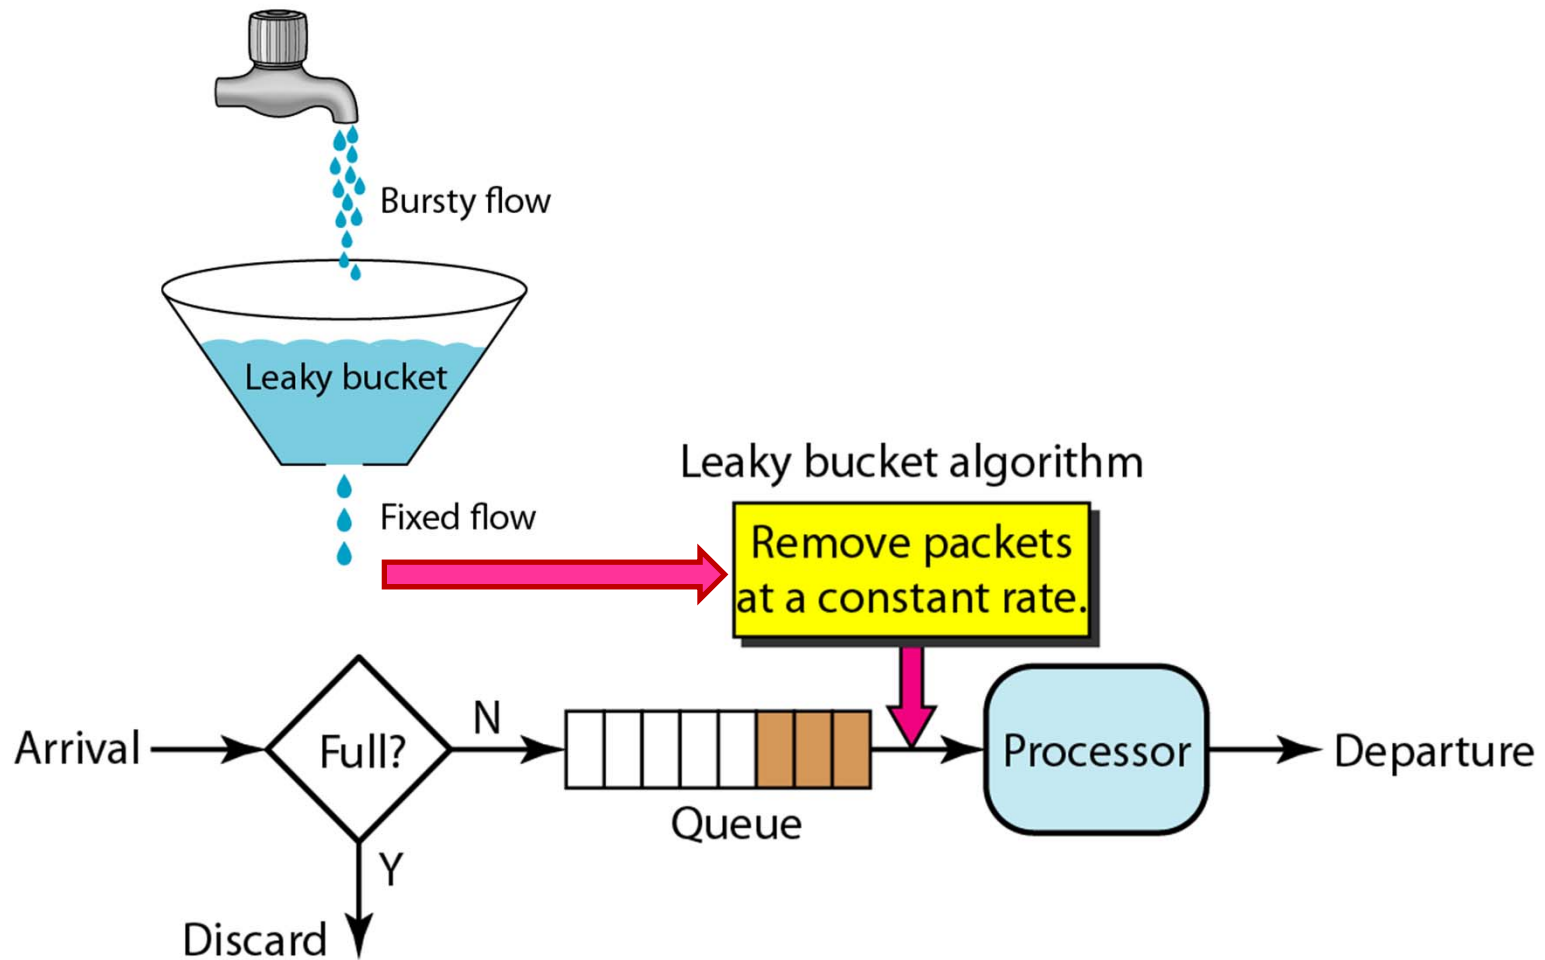 Bursty flow
Leaky bucket
Fixed flow
Leaky bucket algorithm
Remove packets
at a constant rate.
Arrival
Full?
N
Y
Discard
Queue
Processor
Departure